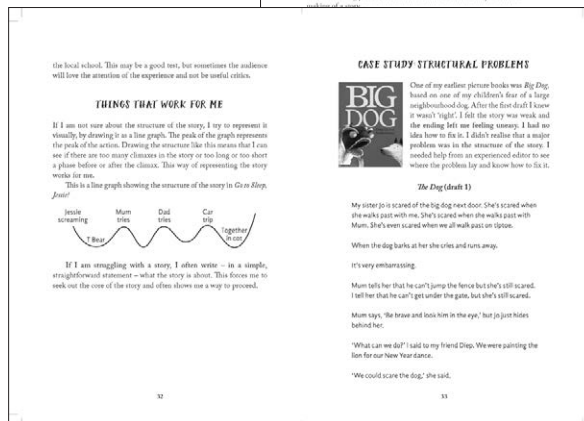 the local school. This may be a good test, but sometimes the audience
will love the attention of the experience and not be useful critics.
THINGS THAT WORK FOR ME
If I am not sure about the structure of the story, I try to represent it
visually, by drawing it as a line graph. The peak of the graph represents
the peak of the action. Drawing the structure like this means that I can
see if there are too many climaxes in the story or too long or too short
a phase before or after the climax. This way of representing the story
works for me.
This is a line graph showing the structure of the story in Go to Sleep,
Jessie!
Jessie
screaming
T Bear
Mum
tries
Dad
tries
Car
trip
Together
in cot
If I am struggling with a story, I often write – in a simple,
straightforward statement – what the story is about. This forces me to
seek out the core of the story and often shows me a way to proceed.
32
CASE STUDY STRUCTURAL PROBLEMS
BIG
DOG
One of my earliest picture books was Big Dog,
based on one of my children's fear of a large
neighbourhood dog. After the first draft I knew
it wasn't 'right'. I felt the story was weak and
the ending left me feeling uneasy. I had no
idea how to fix it. I didn't realise that a major
problem was in the structure of the story. I
needed help from an experienced editor to see
where the problem lay and know how to fix it.
The Dog (draft 1)
My sister Jo is scared of the big dog next door. She's scared when
she walks past with me. She's scared when she walks past with
Mum. She's even scared when we all walk past on tiptoe.
When the dog barks at her she cries and runs away.
It's very embarrassing.
Mum tells her that he can't jump the fence but she's still scared.
I tell her that he can't get under the gate, but she's still scared.
Mum says, 'Be brave and look him in the eye,' but Jo just hides
behind her.
'What can we do?' I said to my friend Diep. We were painting the
lion for our New Year dance.
'We could scare the dog,' she said.
33